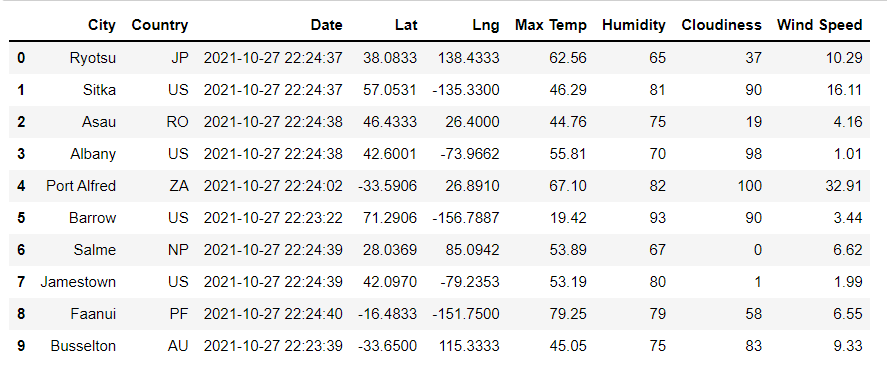 City Country Date Lat Lng Max Temp Humidity Cloudiness Wind Speed
0 Ryotsu JP 2021-10-27 22:24:37 38.0833 138.4333 62.56 65 37 10.29
1 Sitka US 2021-10-27 22:24:37 57.0531 -135.3300 46.29 81 90 16.11
2 Asau RO 2021-10-27 22:24:38 46.4333 26.4000 44.76 75 19 4.16
3 Albany US 2021-10-27 22:24:38 42.6001 -73.9662 55.81 70 98 1.01
4 Port Alfred ZA 2021-10-27 22:24:02 -33.5906 26.8910 67.10 82 100 32.91
5 Barrow US 2021-10-27 22:23:22 71.2906 -156.7887 19.42 93 90 3.44
6 Salme NP 2021-10-27 22:24:39 28.0369 85.0942 53.89 67 0 6.62
7 Jamestown US 2021-10-27 22:24:39 42.0970 -79.2353 53.19 80 1 1.99
8 Faanui PF 2021-10-27 22:24:40 -16.4833 -151.7500 79.25 79 58 6.55
9 Busselton AU 2021-10-27 22:23:39 -33.6500 115.3333 45.05 75 83 9.33